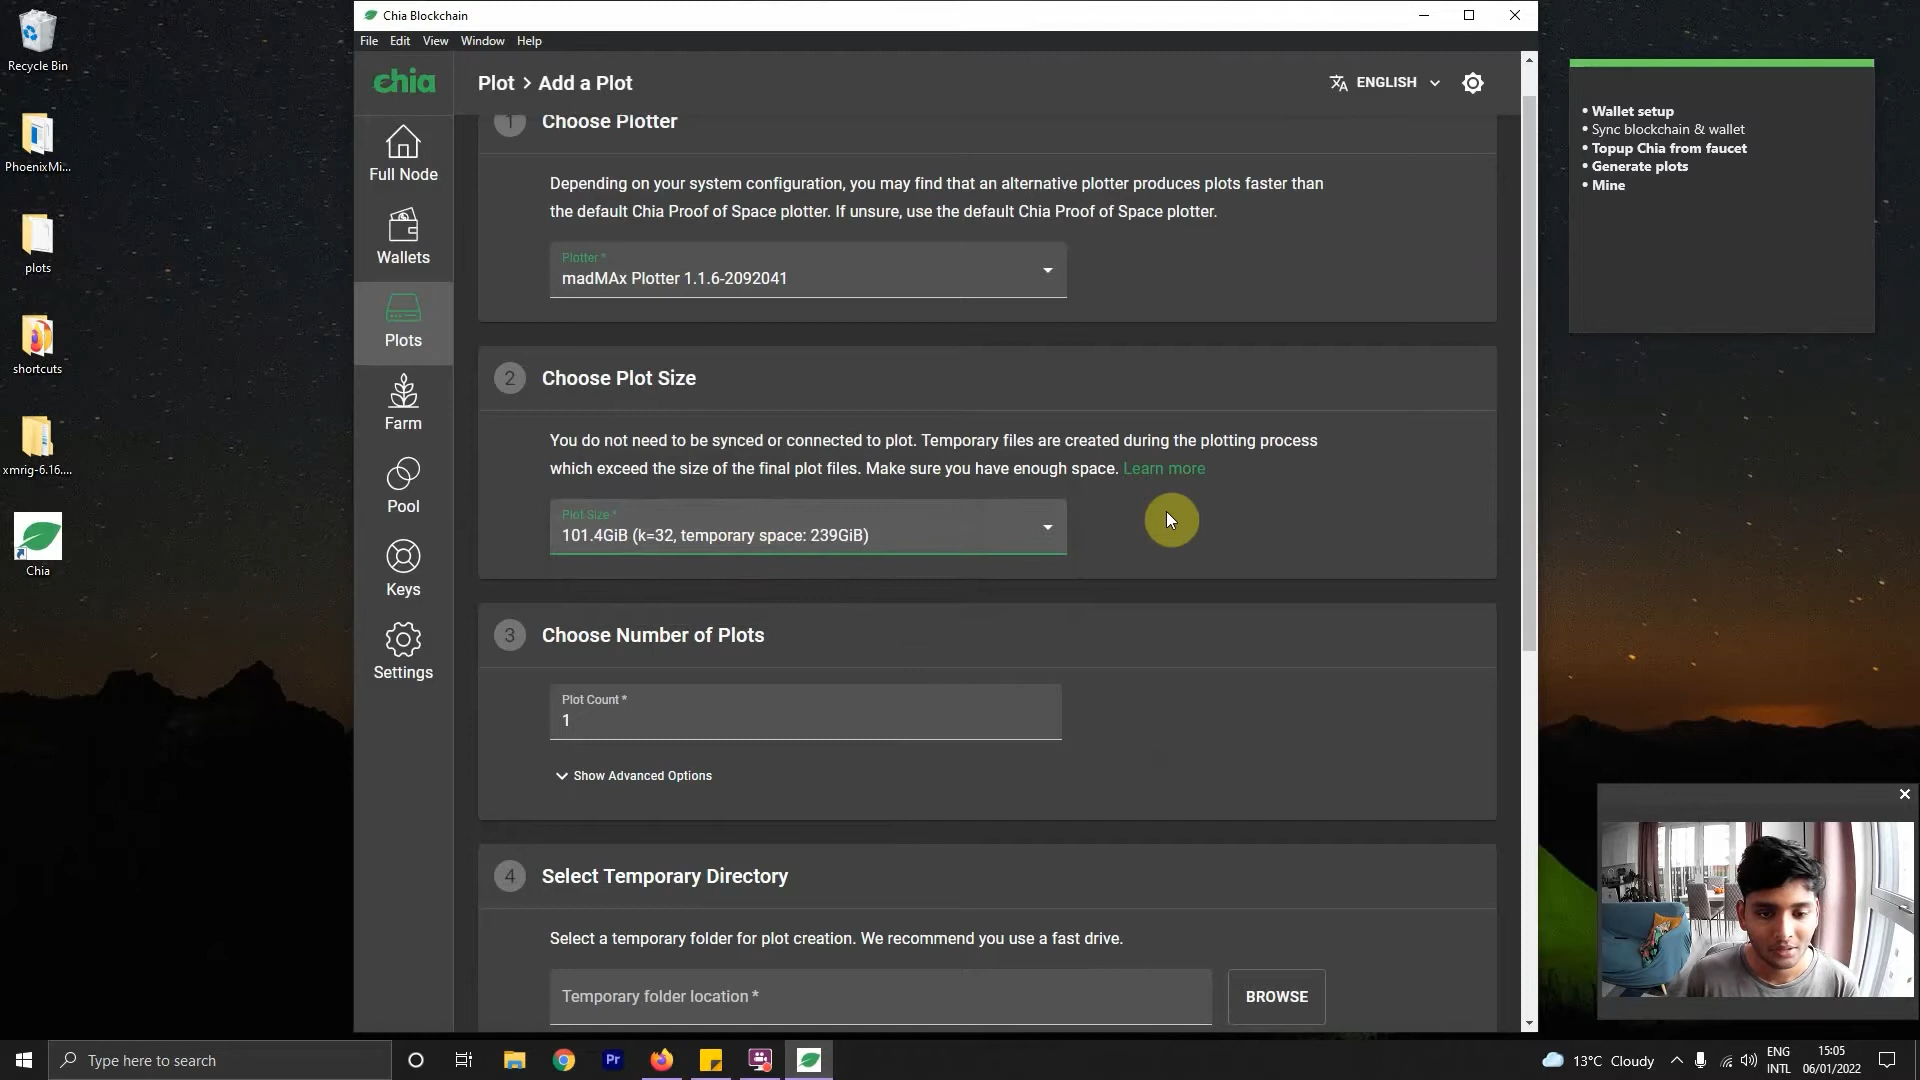 Recycle Bin
PhoenixMi...
plots
shortcuts
xmrig-6.16....
Chia
Chia Blockchain
File Edit View Window Help
chia
Full Node
Wallets
Plots
Farm
Pool
Keys
Settings
Plot > Add a Plot
ENGLISH
1 Choose Plotter
Depending on your system configuration, you may find that an alternative plotter produces plots faster than
the default Chia Proof of Space plotter. If unsure, use the default Chia Proof of Space plotter.
Plotter *
madMAx Plotter 1.1.6-2092041
2 Choose Plot Size
You do not need to be synced or connected to plot. Temporary files are created during the plotting process
which exceed the size of the final plot files. Make sure you have enough space. Learn more
Plot Size *
101.4GiB (k=32, temporary space: 239GiB)
3 Choose Number of Plots
Plot Count *
1
Show Advanced Options
4 Select Temporary Directory
Select a temporary folder for plot creation. We recommend you use a fast drive.
Temporary folder location *
BROWSE
• Wallet setup
• Sync blockchain & wallet
• Topup Chia from faucet
• Generate plots
• Mine
Type here to search
Pr
13°C Cloudy
ENG
INTL
15:05
06/01/2022